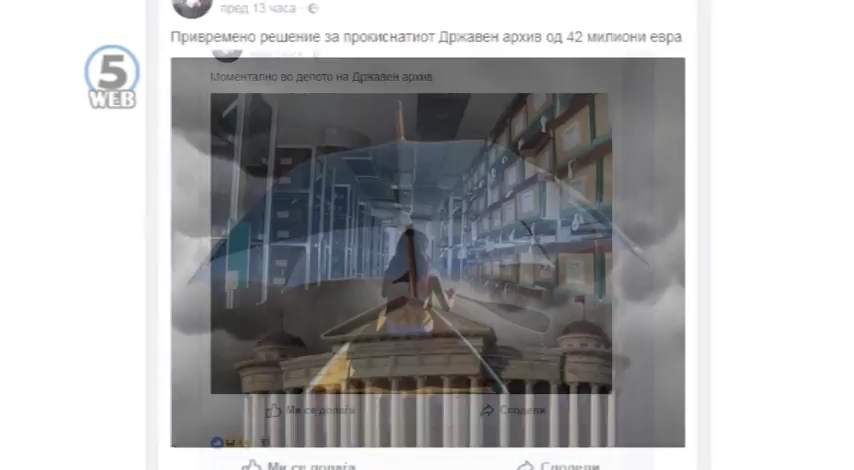 пред 13 часа
Привремено решение за прокиснатиот Државен архив од 42 милиони евра
5
WEB
Моментално во депото на Државен архив
Ми се допаѓа
Сподели
Ми се допаѓа
Сподели